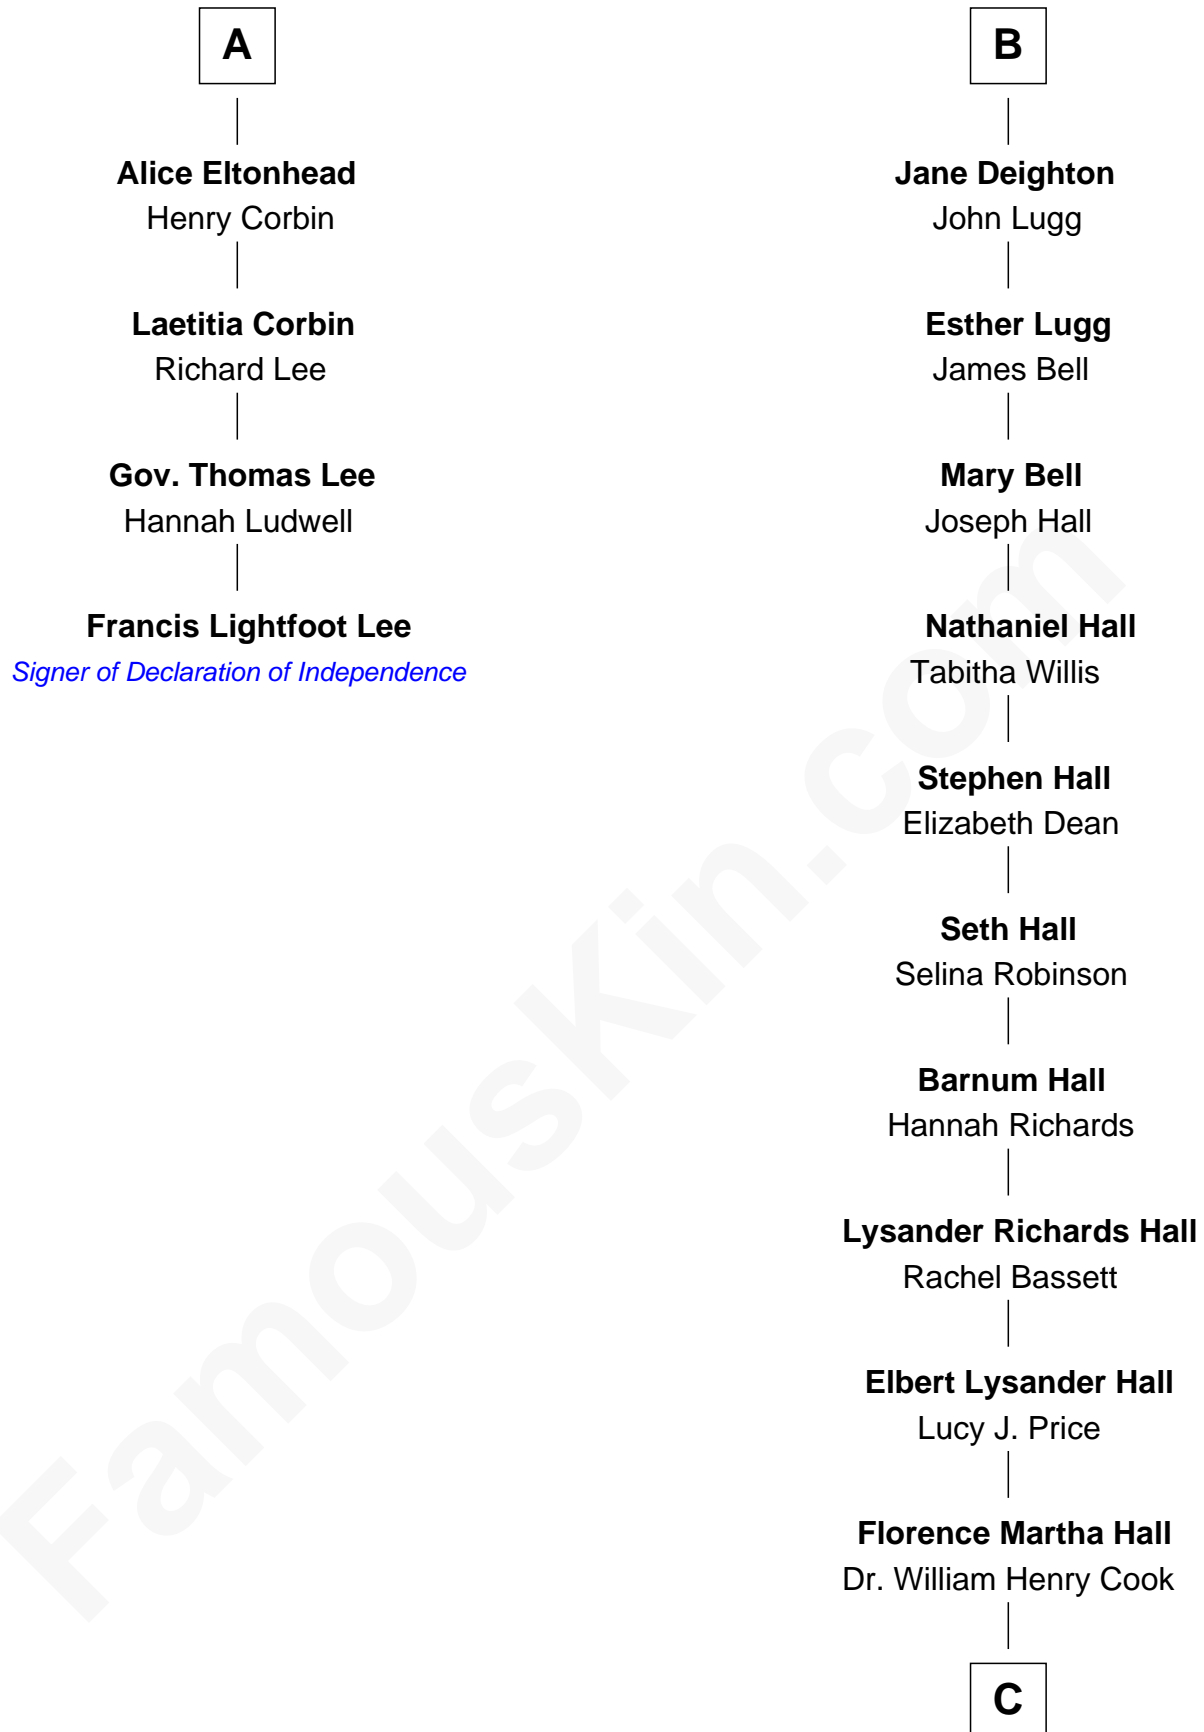 A
Alice Eltonhead
Henry Corbin
Laetitia Corbin
Richard Lee
Gov. Thomas Lee
Hannah Ludwell
Francis Lightfoot Lee
Signer of Declaration of Independence
B
Jane Deighton
John Lugg
Esther Lugg
James Bell
Mary Bell
Joseph Hall
Nathaniel Hall
Tabitha Willis
Stephen Hall
Elizabeth Dean
Seth Hall
Selina Robinson
Barnum Hall
Hannah Richards
Lysander Richards Hall
Rachel Bassett
Elbert Lysander Hall
Lucy J. Price
Florence Martha Hall
Dr. William Henry Cook
C
FamousKin.com